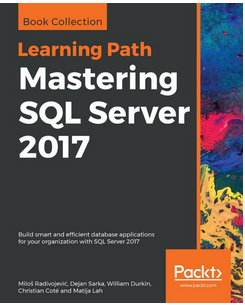 Book Collection
Learning Path
Mastering
SQL Server
2017
Build smart and efficient database applications
for your organization with SQL Server 2017
Miloš Radivojević, Dejan Sarka, William Durkin,
Christian Coté and Matija Lah
Packt>
www.packt.com